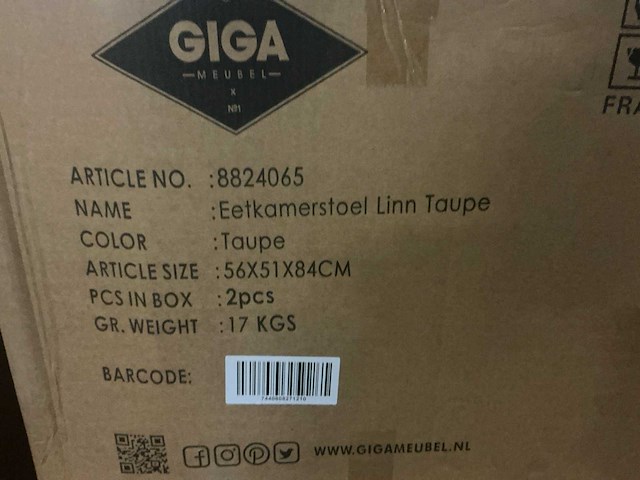 GIGA
MEUBEL
x
№1
FRA
ARTICLE NO. :8824065
NAME :Eetkamerstoel Linn Taupe
COLOR :Taupe
ARTICLE SIZE :56X51X84CM
PCS IN BOX :2pcs
GR. WEIGHT :17 KGS
BARCODE:
WWW.GIGAMEUBEL.NL